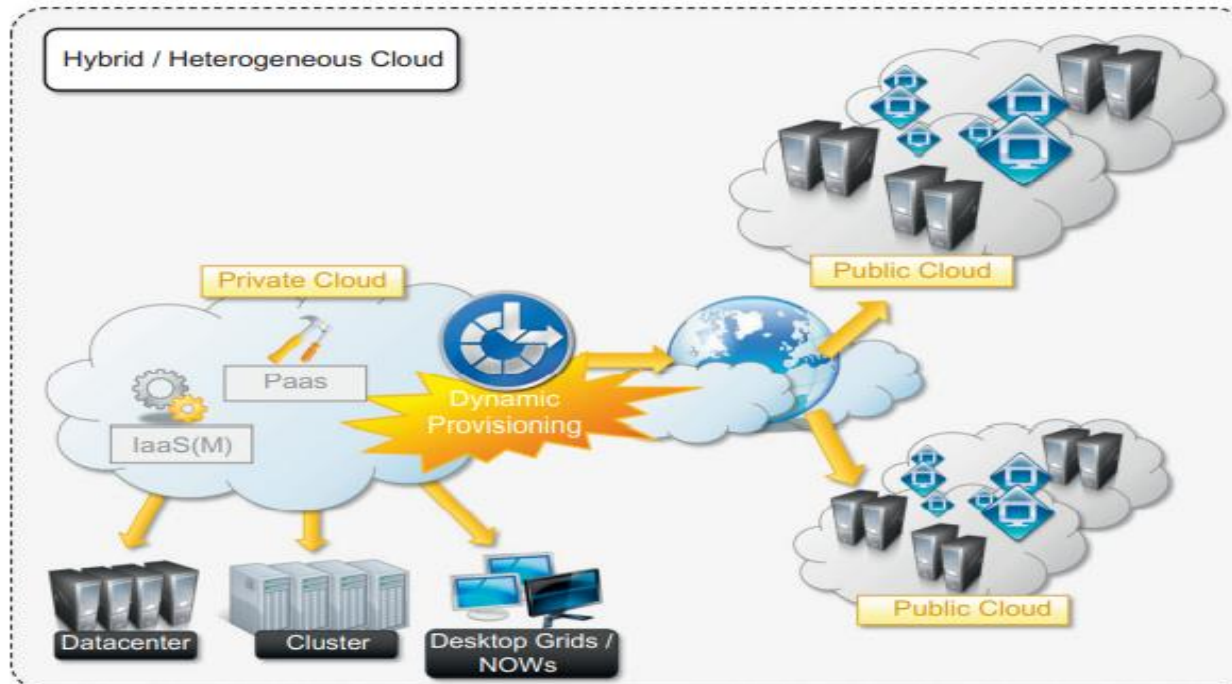 Hybrid / Heterogeneous Cloud
Public Cloud
Private Cloud
Paas
Dynamic
Provisioning
IaaS(M)
Public Cloud
Datacenter
Cluster
Desktop Grids /
NOWs